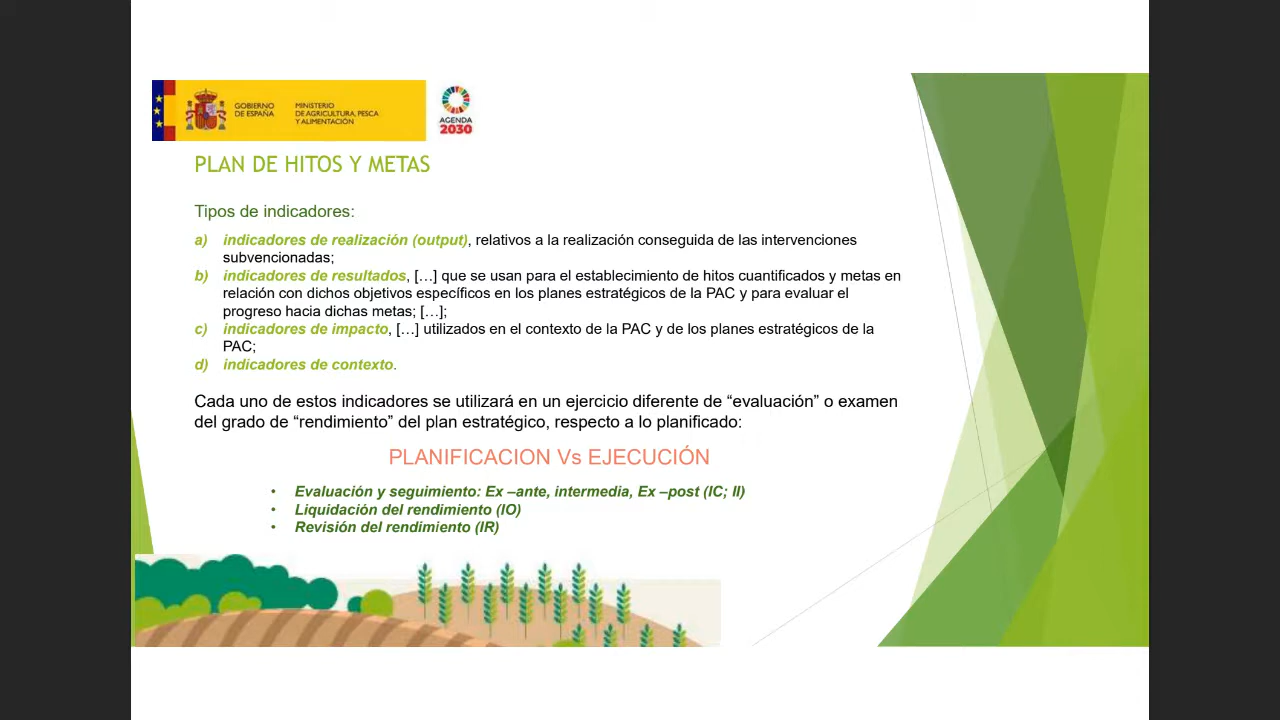 GOBIERNO
DE ESPAÑA
MINISTERIO
DE AGRICULTURA, PESCA
Y ALIMENTACIÓN
AGENDA
2030
PLAN DE HITOS Y METAS
Tipos de indicadores:
a) indicadores de realización (output), relativos a la realización conseguida de las intervenciones
subvencionadas;
b) indicadores de resultados, […] que se usan para el establecimiento de hitos cuantificados y metas en
relación con dichos objetivos específicos en los planes estratégicos de la PAC y para evaluar el
progreso hacia dichas metas; […];
c) indicadores de impacto, […] utilizados en el contexto de la PAC y de los planes estratégicos de la
PAC;
d) indicadores de contexto.
Cada uno de estos indicadores se utilizará en un ejercicio diferente de “evaluación” o examen
del grado de “rendimiento” del plan estratégico, respecto a lo planificado:
PLANIFICACION Vs EJECUCIÓN
• Evaluación y seguimiento: Ex –ante, intermedia, Ex –post (IC; II)
• Liquidación del rendimiento (IO)
• Revisión del rendimiento (IR)